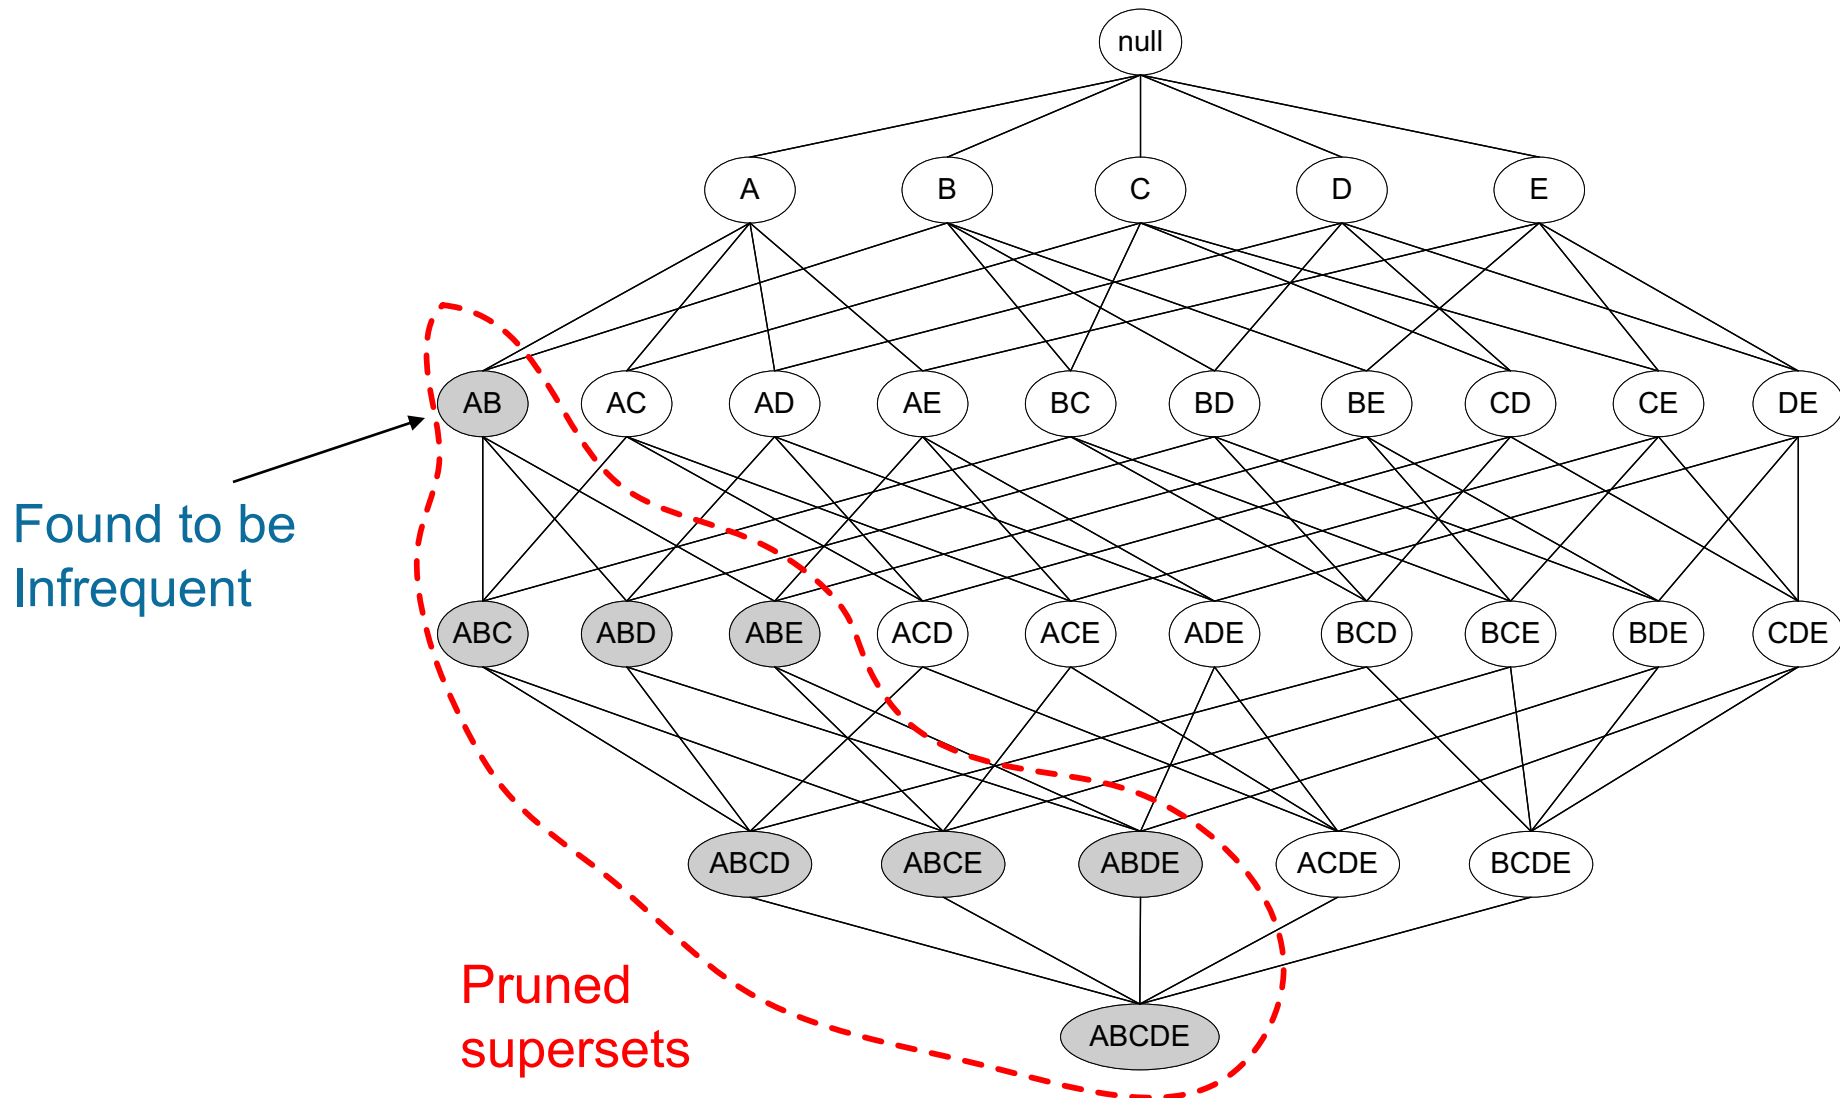 null
A B C D E
AB AC AD AE BC BD BE CD CE DE
Found to be
Infrequent
ABC ABD ABE ACD ACE ADE BCD BCE BDE CDE
ABCD ABCE ABDE ACDE BCDE
Pruned
supersets
ABCDE